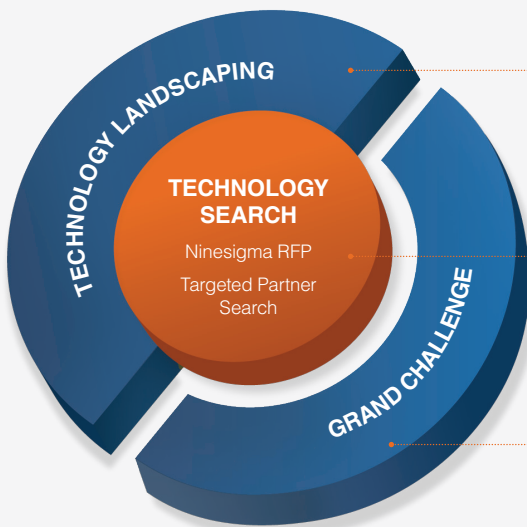 TECHNOLOGY LANDSCAPING
TECHNOLOGY
SEARCH
Ninesigma RFP
Targeted Partner
Search
GRAND CHALLENGE